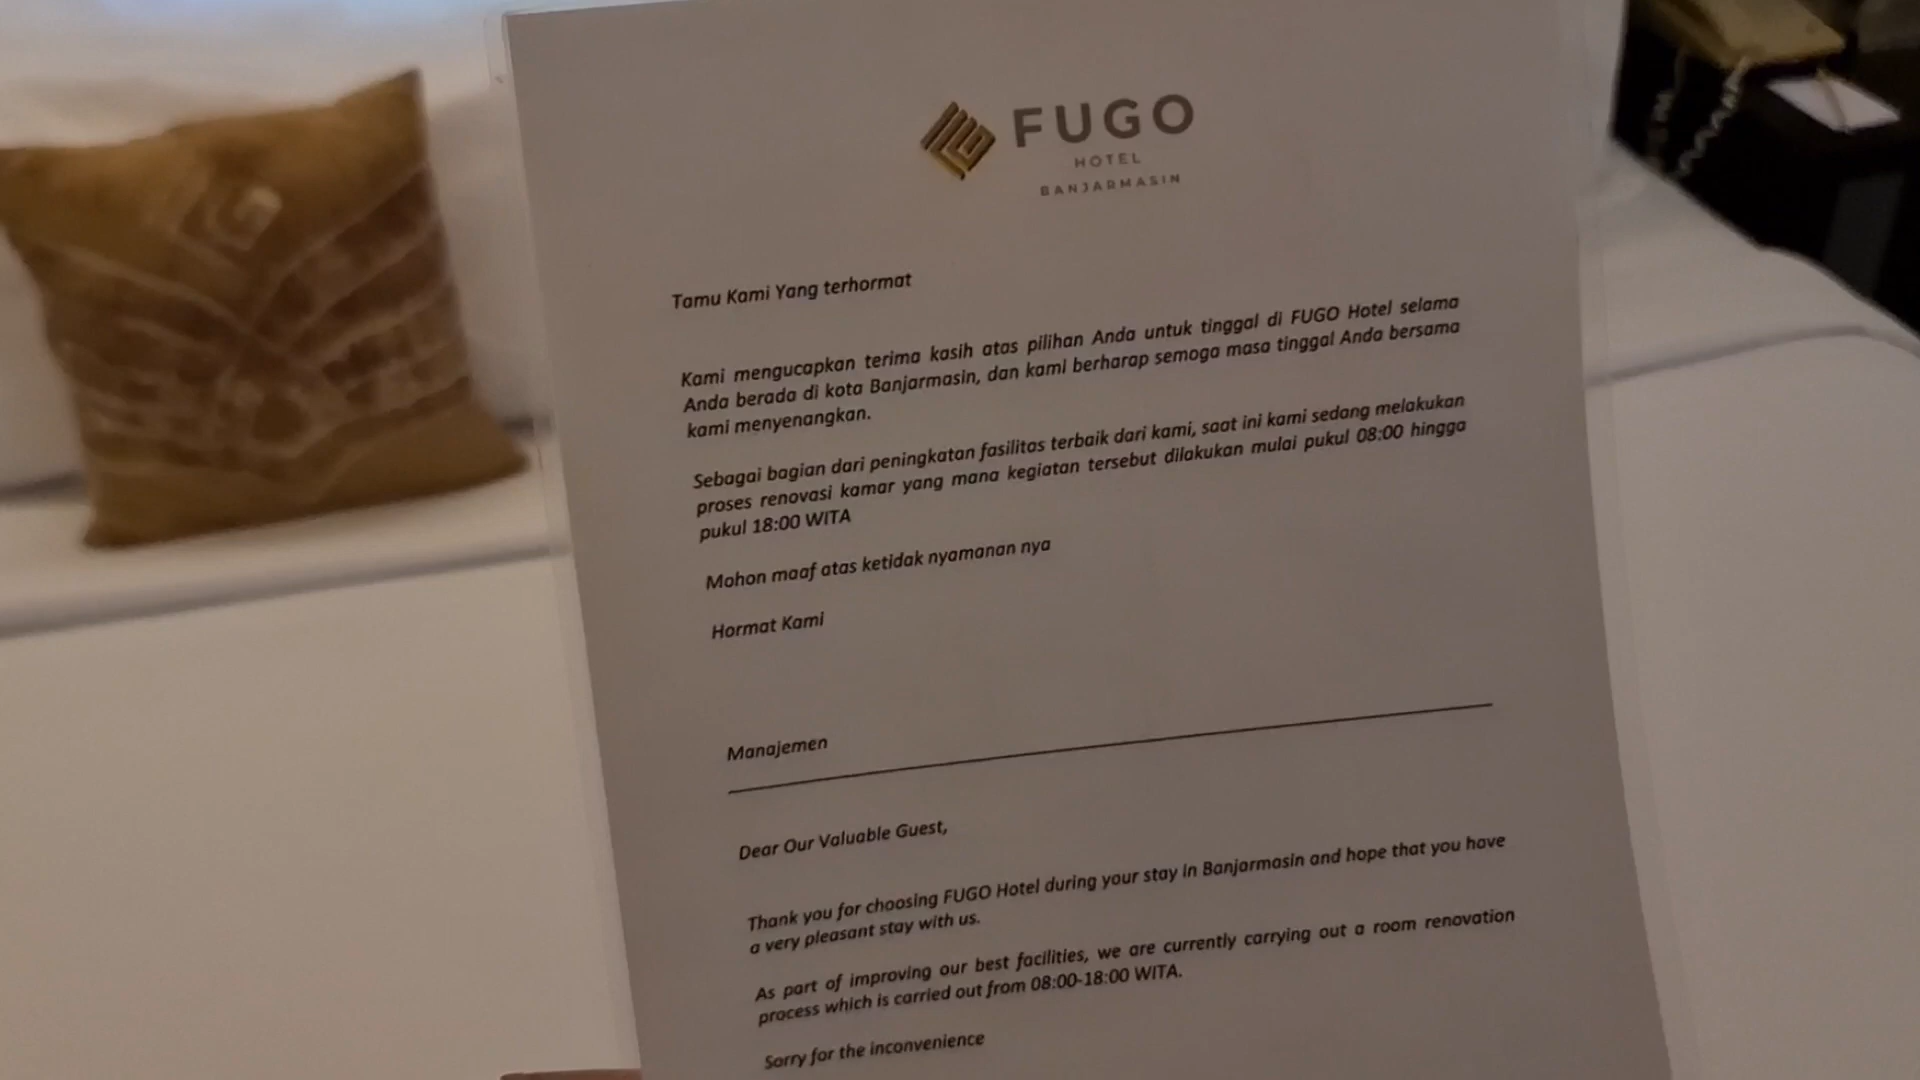 FUGO
HOTEL
BANJARMASIN
Tamu Kami Yang terhormat
Kami mengucapkan terima kasih atas pilihan Anda untuk tinggal di FUGO Hotel selama
Anda berada di kota Banjarmasin, dan kami berharap semoga masa tinggal Anda bersama
kami menyenangkan.
Sebagai bagian dari peningkatan fasilitas terbaik dari kami, saat ini kami sedang melakukan
proses renovasi kamar yang mana kegiatan tersebut dilakukan mulai pukul 08:00 hingga
pukul 18:00 WITA
Mohon maaf atas ketidak nyamanan nya
Hormat Kami
Manajemen
Dear Our Valuable Guest,
Thank you for choosing FUGO Hotel during your stay in Banjarmasin and hope that you have
a very pleasant stay with us.
As part of improving our best facilities, we are currently carrying out a room renovation
process which is carried out from 08:00-18:00 WITA.
Sorry for the inconvenience